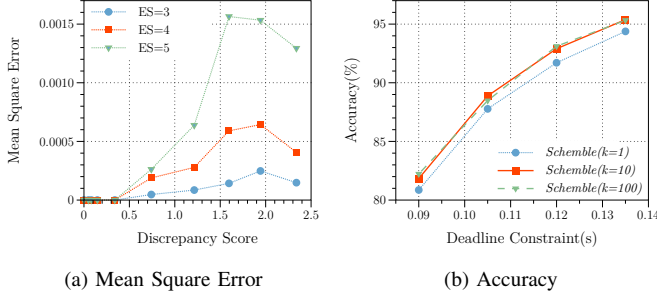 ES=3
ES=4
ES=5
Mean Square Error
0.0015
0.0010
0.0005
0
0 0.5 1.0 1.5 2.0 2.5
Discrepancy Score
(a) Mean Square Error
Accuracy(%)
95
90
85
80
Schemble(k=1)
Schemble(k=10)
Schemble(k=100)
0.09 0.10 0.11 0.12 0.13 0.14
Deadline Constraint(s)
(b) Accuracy